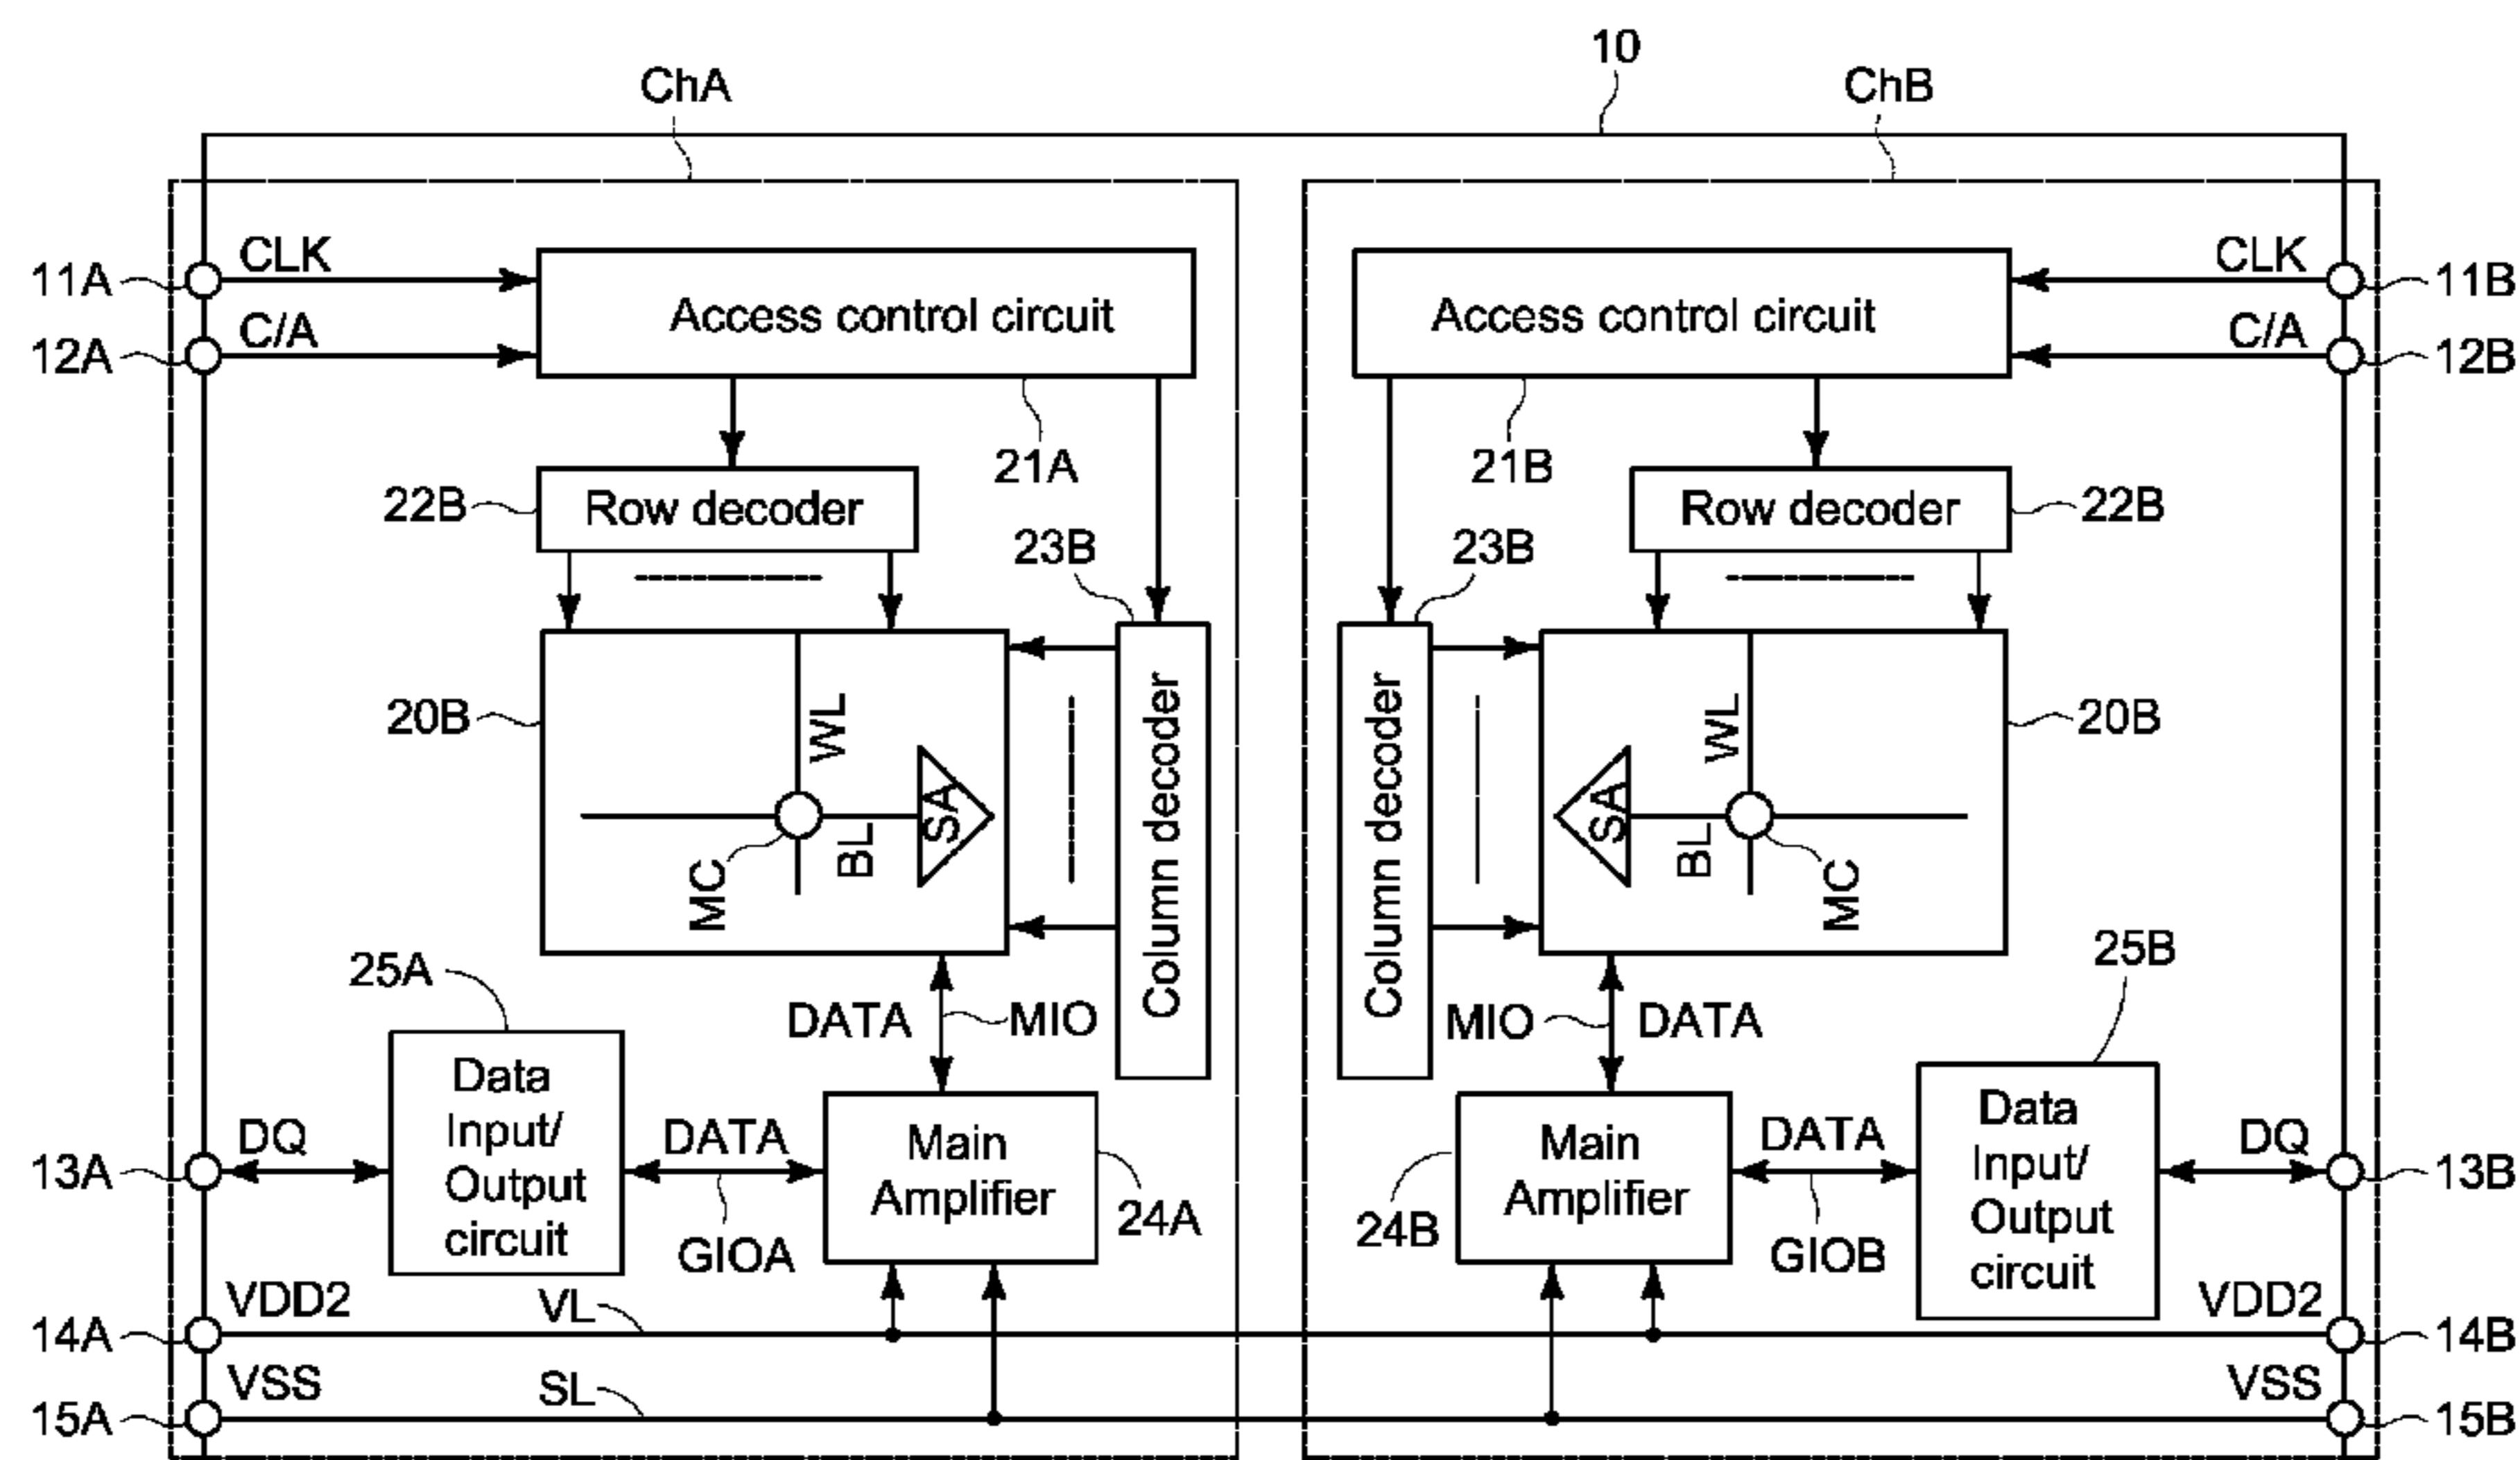 10
ChA
ChB
CLK
CLK
11A
Access control circuit
Access control circuit
11B
C/A
C/A
12A
12B
21A
21B
22B
Row decoder
Row decoder
22B
23B
23B
20B
WL
SA
BL
MC
Column decoder
Column decoder
WL
SA
BL
MC
20B
25A
25B
DATA
MIO
MIO
DATA
Data
Input/
Output
circuit
Main
Amplifier
Main
Amplifier
Data
Input/
Output
circuit
DQ
DATA
DATA
DQ
13A
13B
GIOA
24A
24B
GIOB
VDD2
VL
VDD2
14A
14B
VSS
SL
VSS
15A
15B